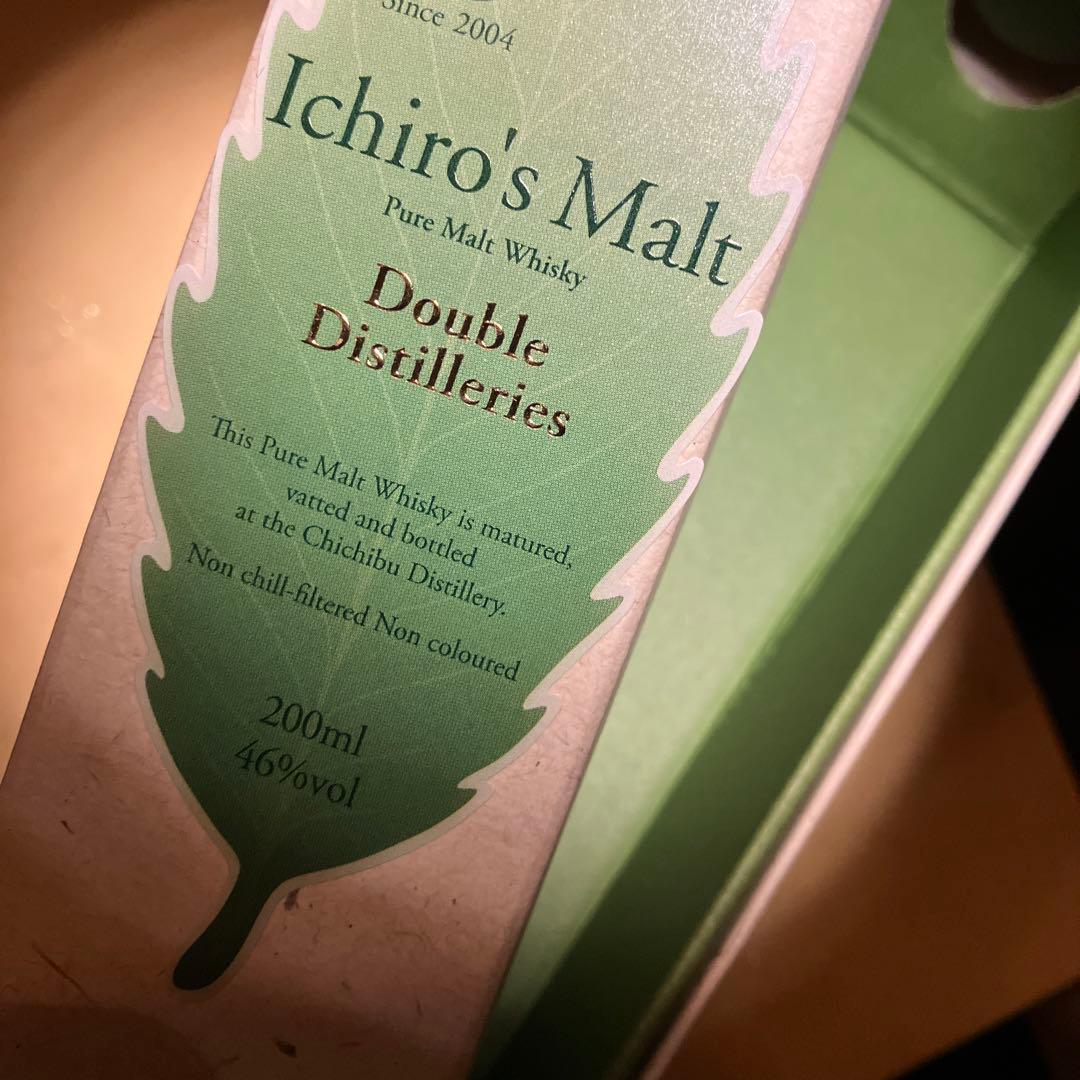 Since 2004
Ichiro's Malt
Pure Malt Whisky
Double
Distilleries
This Pure Malt Whisky is matured,
vatted and bottled
at the Chichibu Distillery.
Non chill-filtered Non coloured
200ml
46%vol